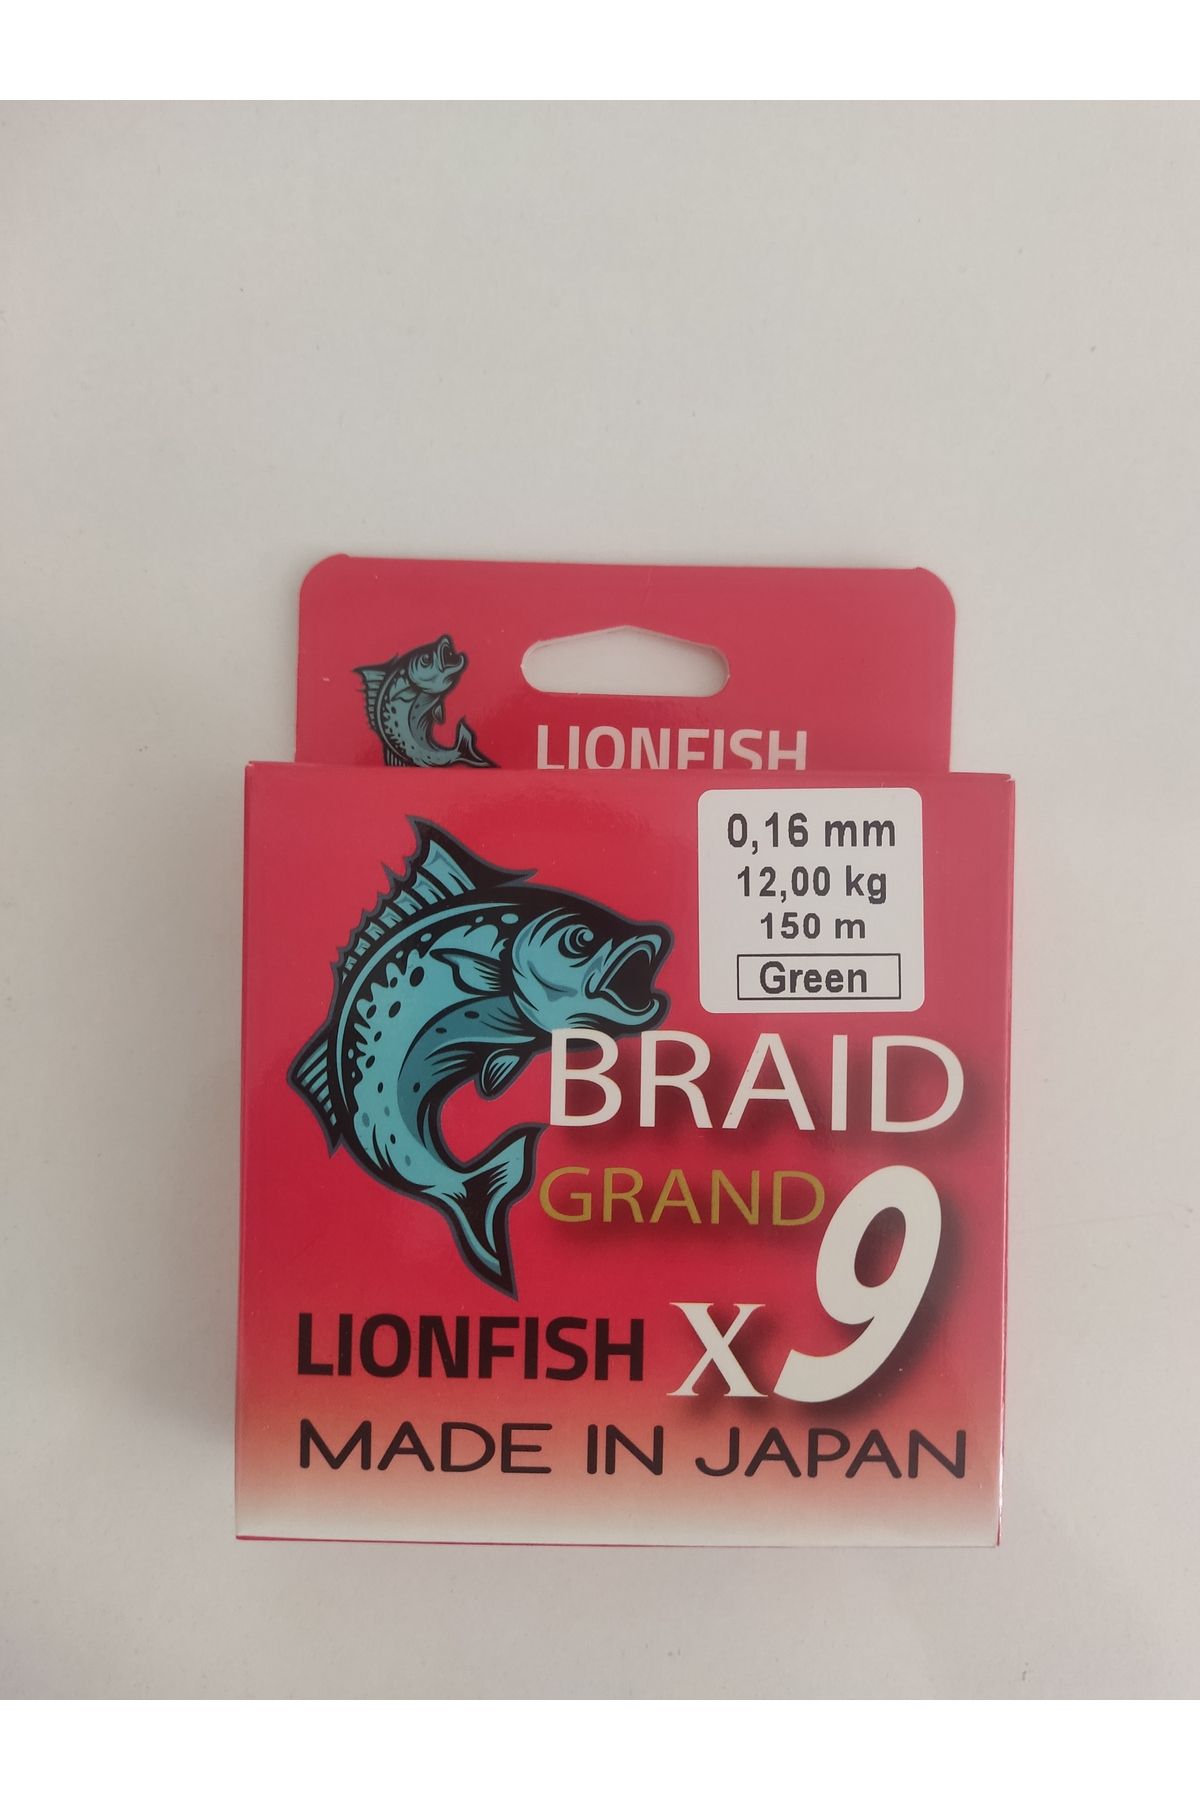 LIONFISH
0,16 mm
12,00 kg
150 m
Green
BRAID
GRAND
LIONFISH X9
MADE IN JAPAN